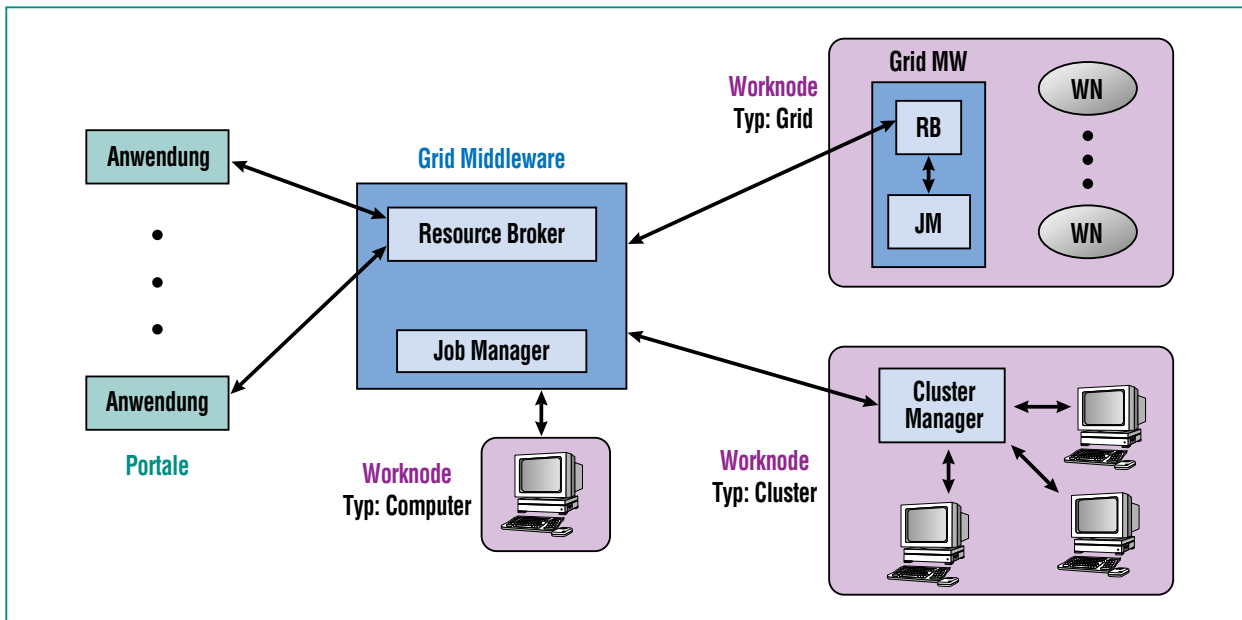 Anwendung
Anwendung
Portale
Grid Middleware
Resource Broker
Job Manager
Worknode
Typ: Computer
Worknode
Typ: Grid
Grid MW
RB
JM
WN
WN
Worknode
Typ: Cluster
Cluster
Manager